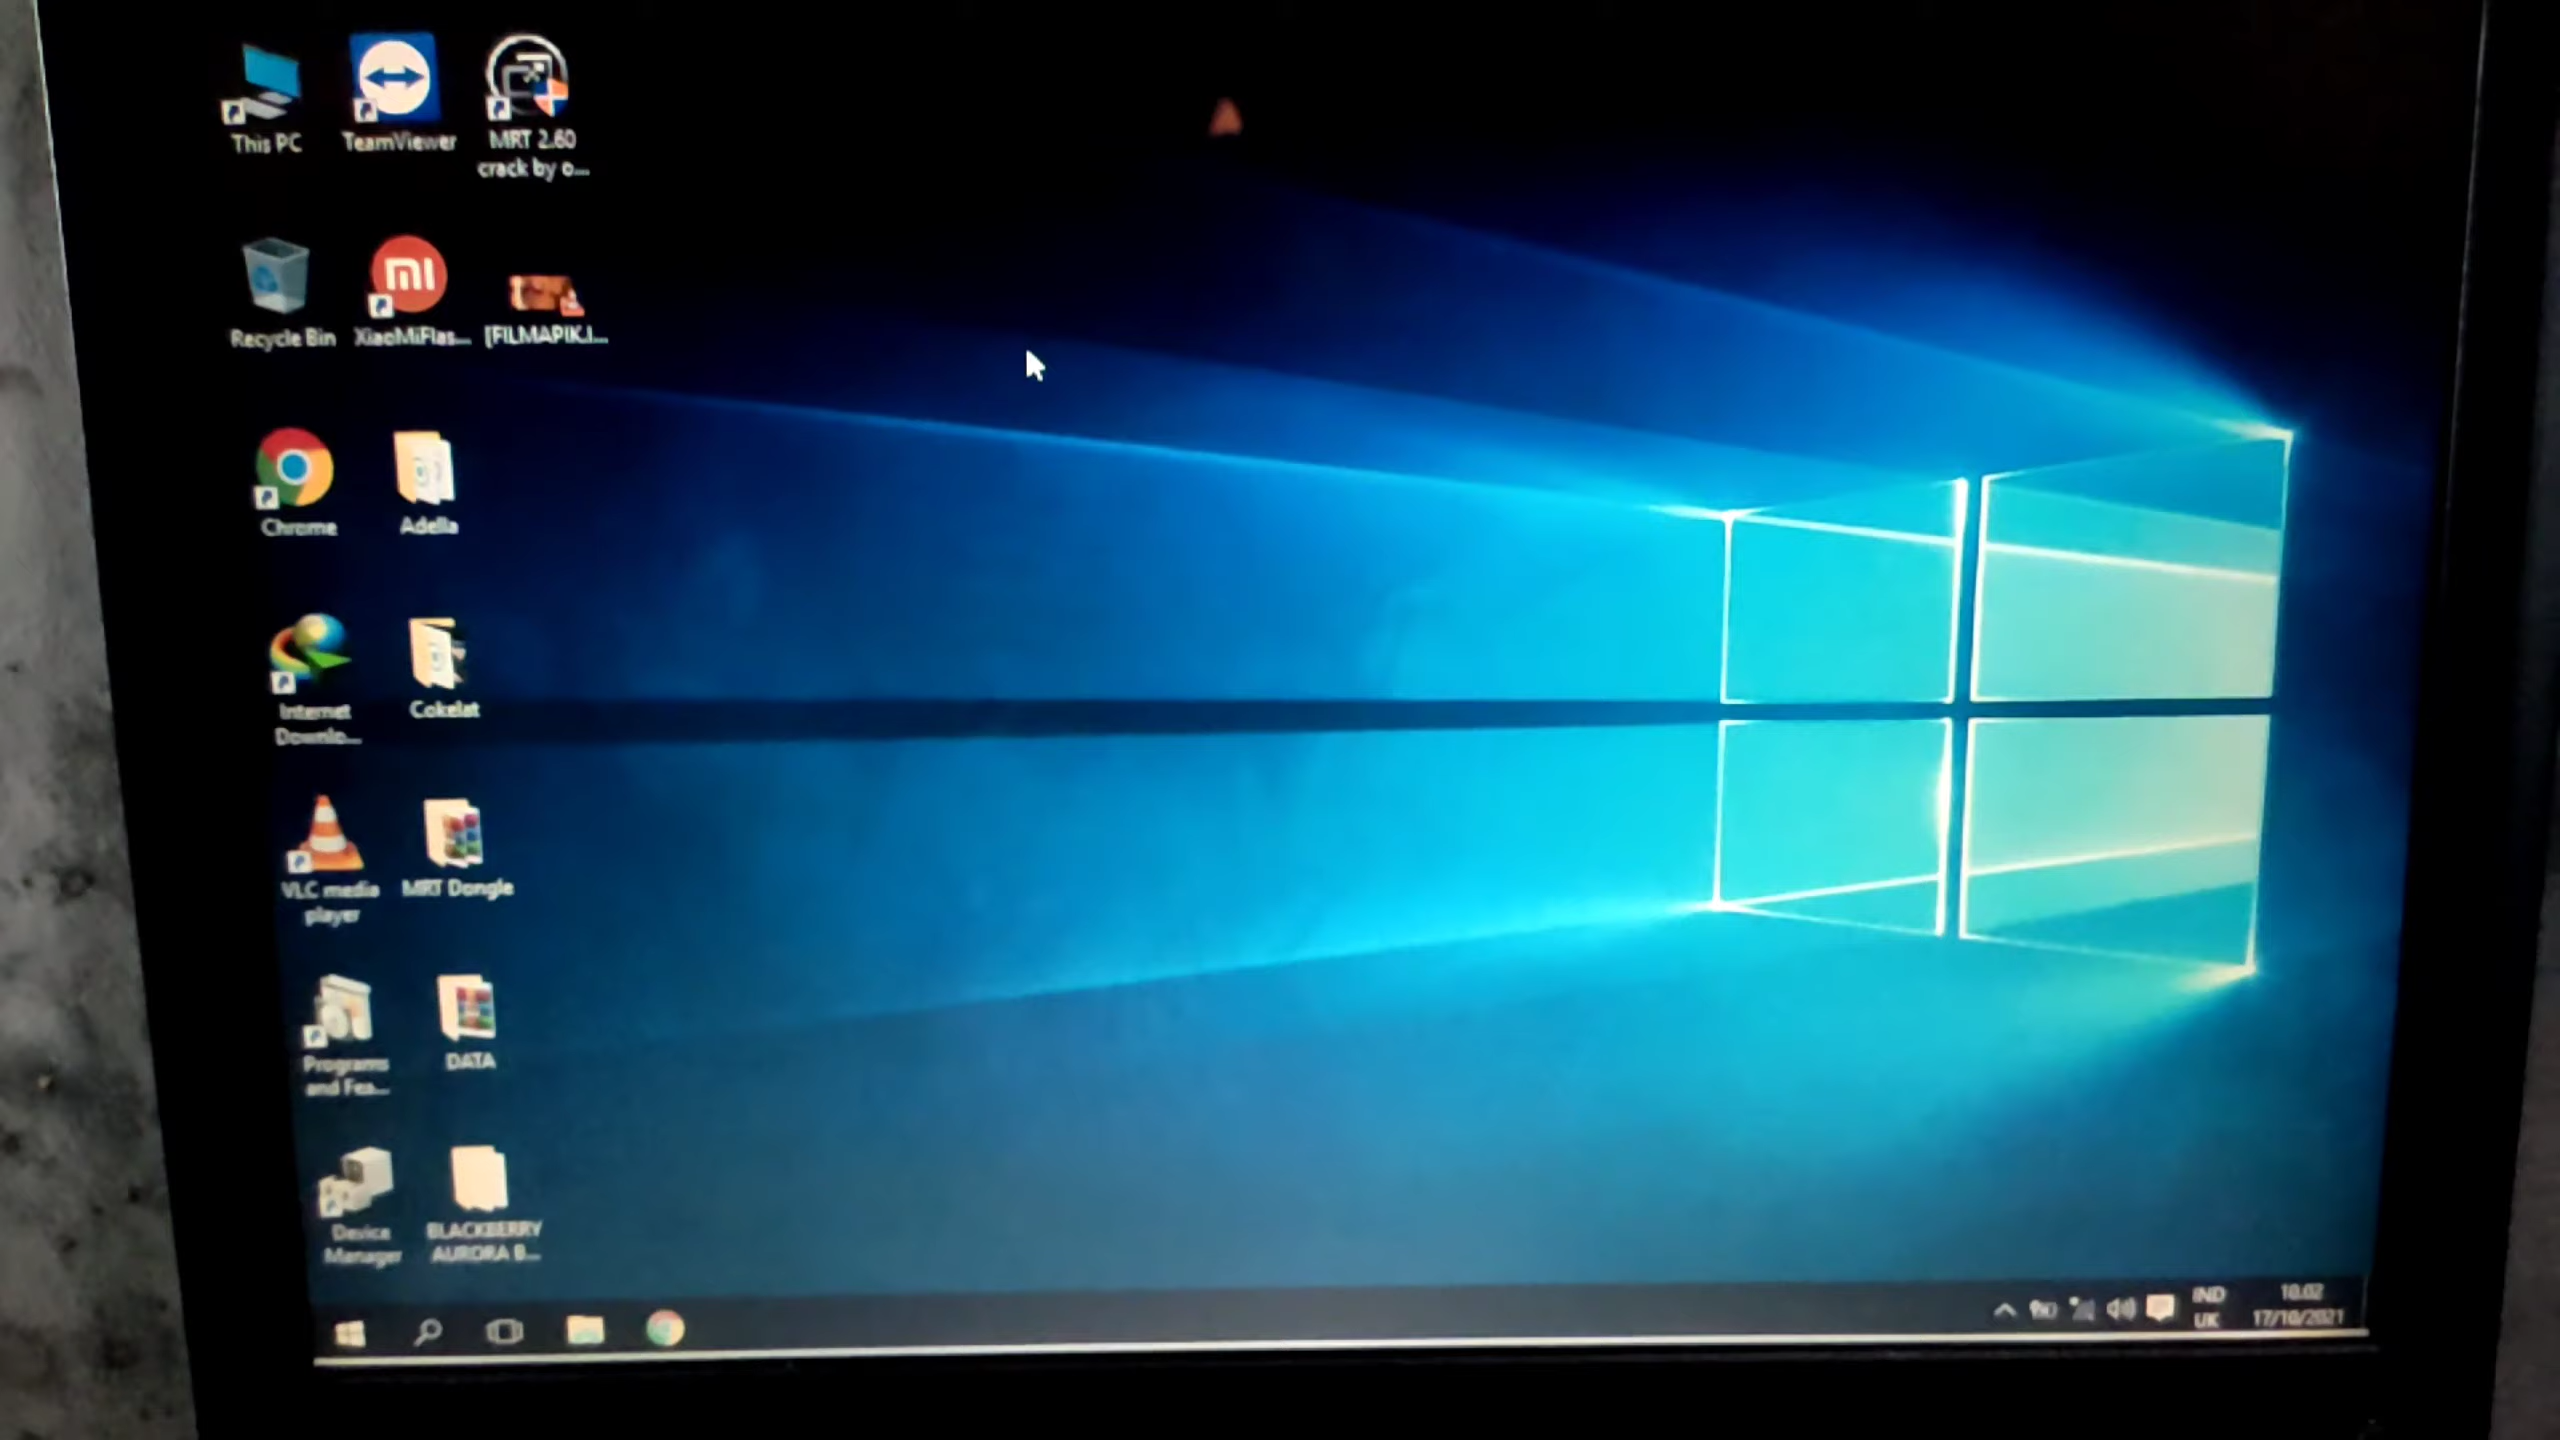 This PC
TeamViewer
MRT 2.60
crack by o...
Recycle Bin
XiaoMiFlas...
[FILMAPIK.I...
Chrome
Adella
Internet
Downlo...
Cokelat
VLC media
player
MRT Dongle
Programs
and Fea...
DATA
Device
Manager
BLACKBERRY
AURORA B...
IND
UK
10.02
17/10/2021